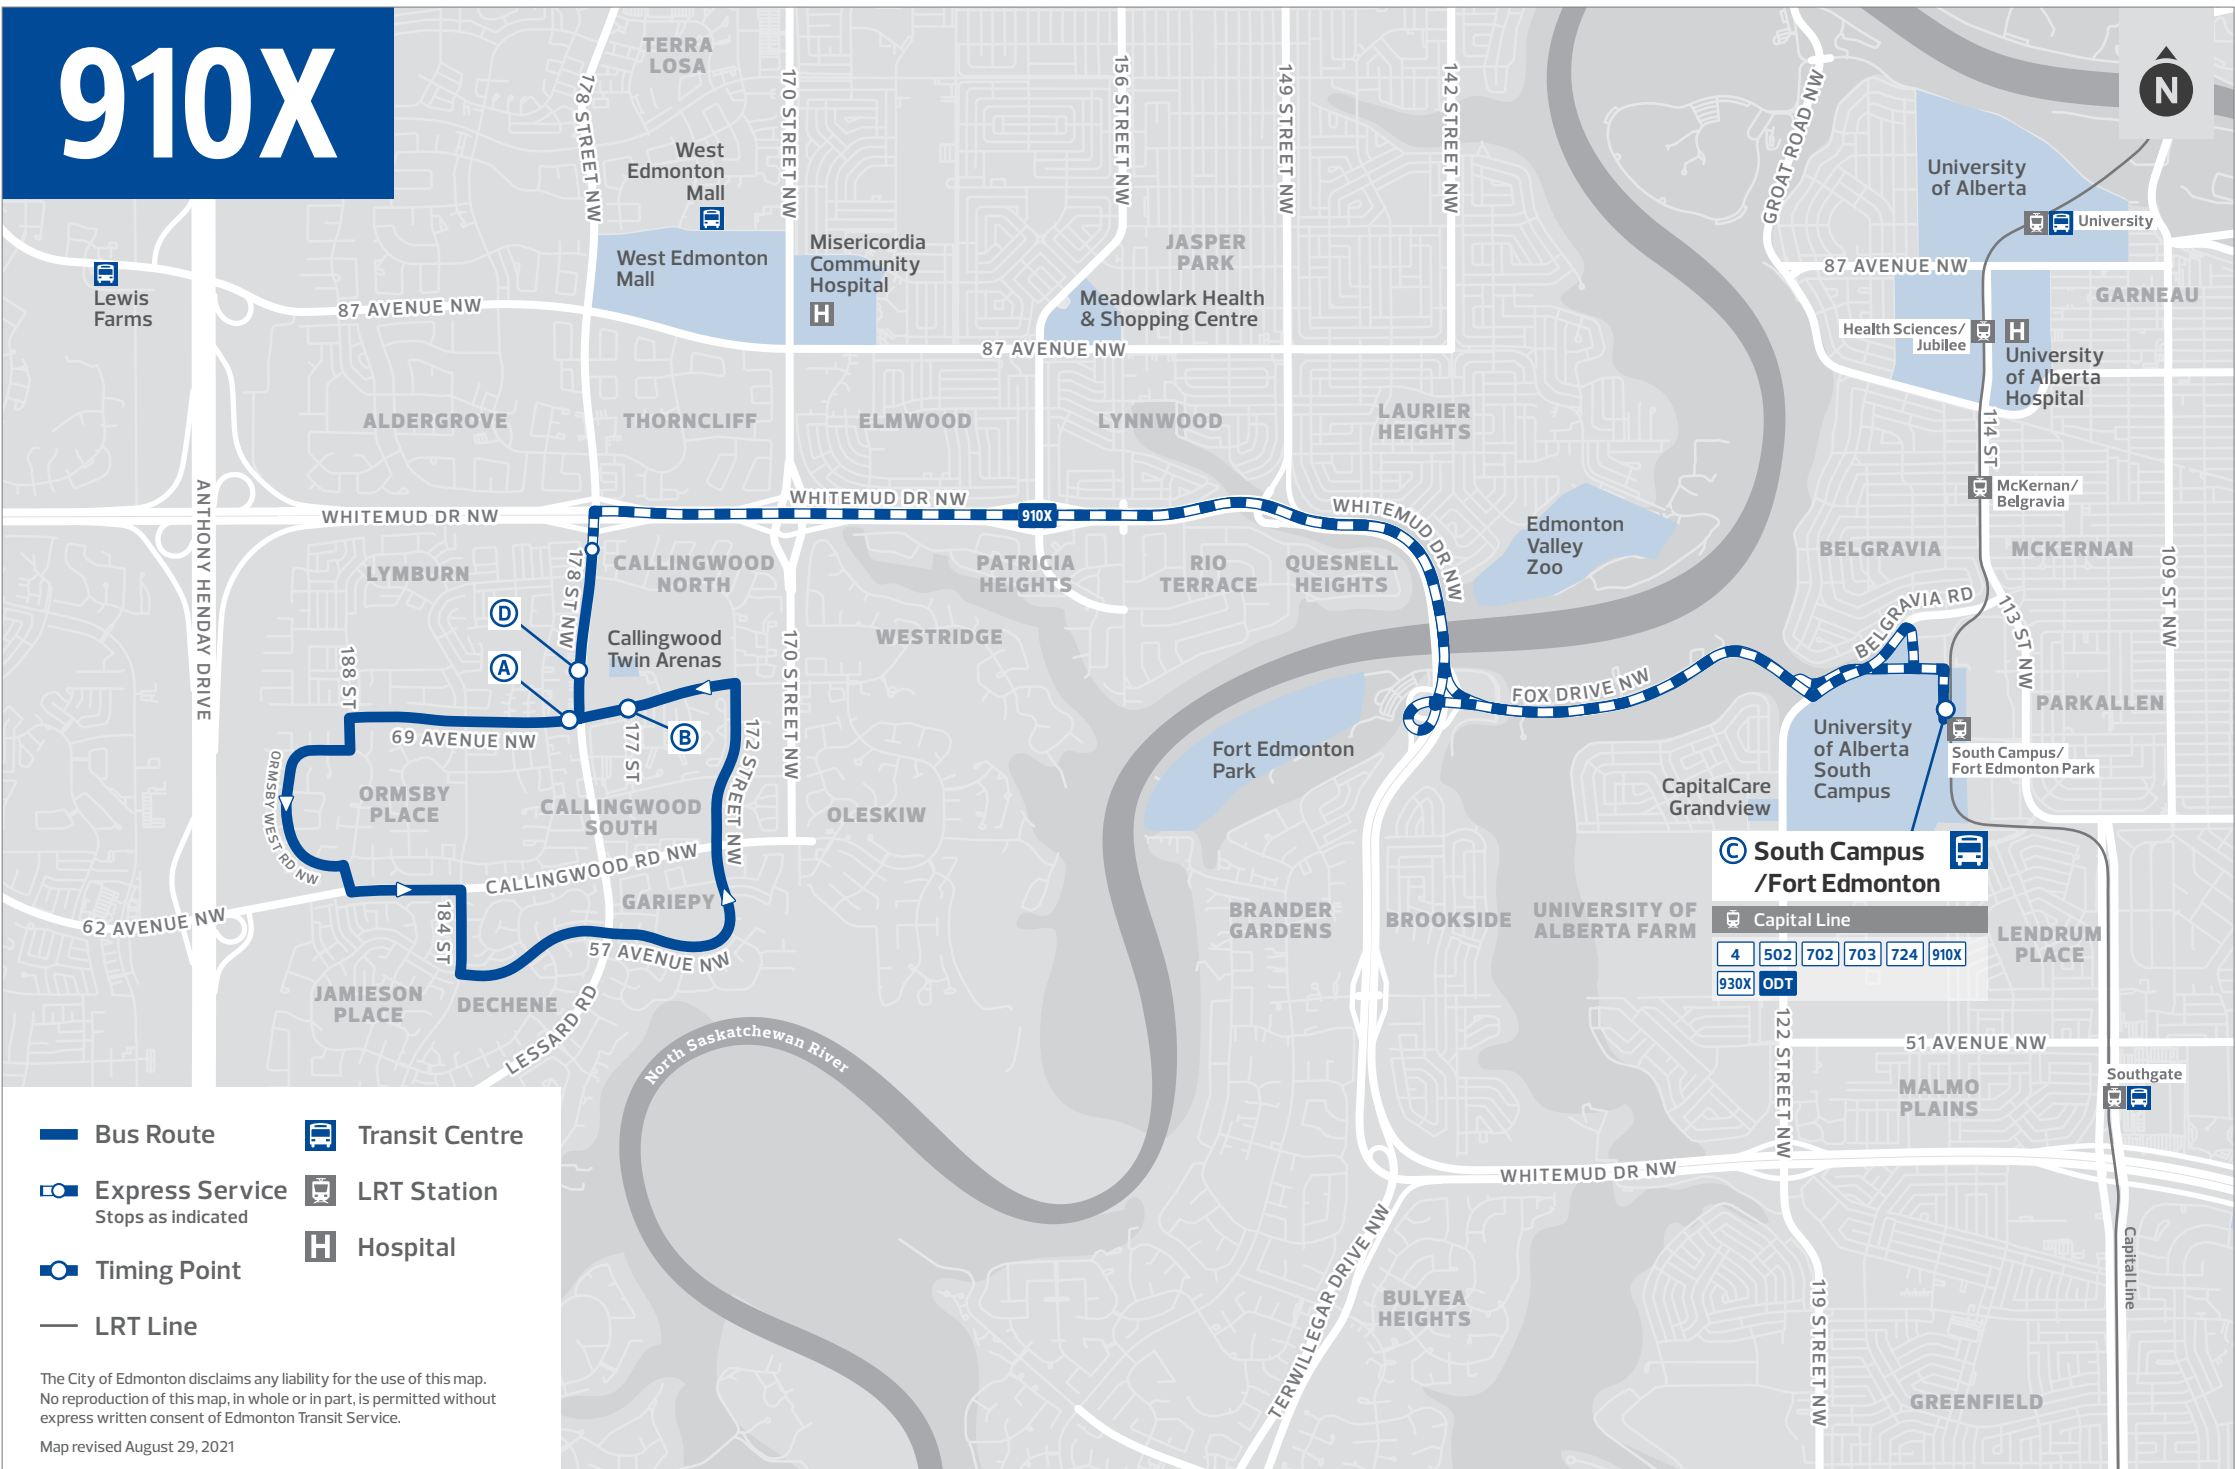 910X
N
TERRA
LOSA
178 STREET NW
170 STREET NW
156 STREET NW
149 STREET NW
142 STREET NW
GROAT ROAD NW
West
Edmonton
Mall
West Edmonton
Mall
Misericordia
Community
Hospital
H
JASPER
PARK
Meadowlark Health
& Shopping Centre
University
of Alberta
University
87 AVENUE NW
GARNEAU
Health Sciences/
Jubilee
H
University
of Alberta
Hospital
Lewis
Farms
87 AVENUE NW
87 AVENUE NW
ALDERGROVE
THORNCLIFF
ELMWOOD
LYNNWOOD
LAURIER
HEIGHTS
114 ST
McKernan/
Belgravia
ANTHONY HENDAY DRIVE
WHITEMUD DR NW
WHITEMUD DR NW
910X
WHITEMUD DR NW
Edmonton
Valley
Zoo
BELGRAVIA
MCKERNAN
109 ST NW
LYMBURN
178 ST NW
CALLINGWOOD
NORTH
PATRICIA
HEIGHTS
RIO
TERRACE
QUESNELL
HEIGHTS
D
A
Callingwood
Twin Arenas
170 STREET NW
WESTRIDGE
BELGRAVIA RD
113 ST NW
188 ST
69 AVENUE NW
177 ST
B
172 STREET NW
FOX DRIVE NW
PARKALLEN
Fort Edmonton
Park
University
of Alberta
South
Campus
South Campus/
Fort Edmonton Park
CapitalCare
Grandview
ORMSBY WEST RD NW
ORMSBY
PLACE
CALLINGWOOD
SOUTH
OLESKIW
CALLINGWOOD RD NW
GARIEPY
C South Campus
/Fort Edmonton
Capital Line
4 502 702 703 724 910X
930X ODT
62 AVENUE NW
184 ST
57 AVENUE NW
BRANDER
GARDENS
BROOKSIDE
UNIVERSITY OF
ALBERTA FARM
LENDRUM
PLACE
JAMIESON
PLACE
DECHENE
LESSARD RD
North Saskatchewan River
122 STREET NW
51 AVENUE NW
Southgate
MALMO
PLAINS
WHITEMUD DR NW
TERWILLEGAR DRIVE NW
BULYEA
HEIGHTS
119 STREET NW
Capital Line
GREENFIELD
Bus Route
Transit Centre
Express Service
Stops as indicated
LRT Station
Timing Point
H Hospital
LRT Line
The City of Edmonton disclaims any liability for the use of this map.
No reproduction of this map, in whole or in part, is permitted without
express written consent of Edmonton Transit Service.
Map revised August 29, 2021